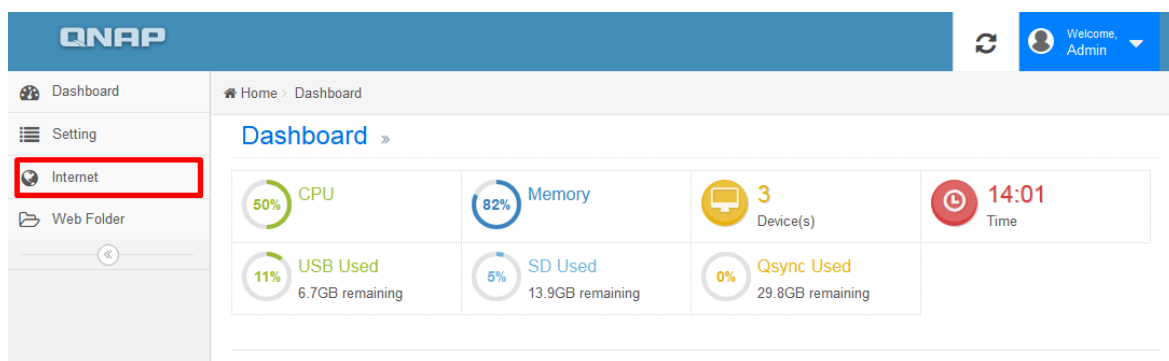 QNAP
Welcome,
Admin
Dashboard
Setting
Internet
Web Folder
Home > Dashboard
Dashboard »
50%
CPU
82%
Memory
3
Device(s)
14:01
Time
11%
USB Used
6.7GB remaining
5%
SD Used
13.9GB remaining
0%
Qsync Used
29.8GB remaining